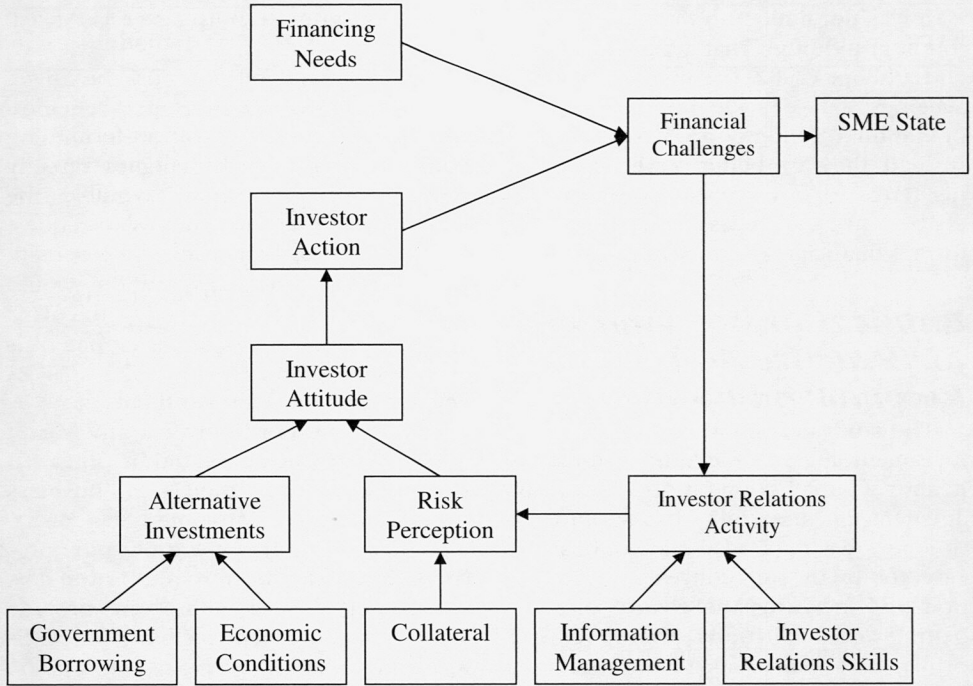 Financing
Needs
Financial
Challenges
SME State
Investor
Action
Investor
Attitude
Alternative
Investments
Risk
Perception
Investor Relations
Activity
Government
Borrowing
Economic
Conditions
Collateral
Information
Management
Investor
Relations Skills